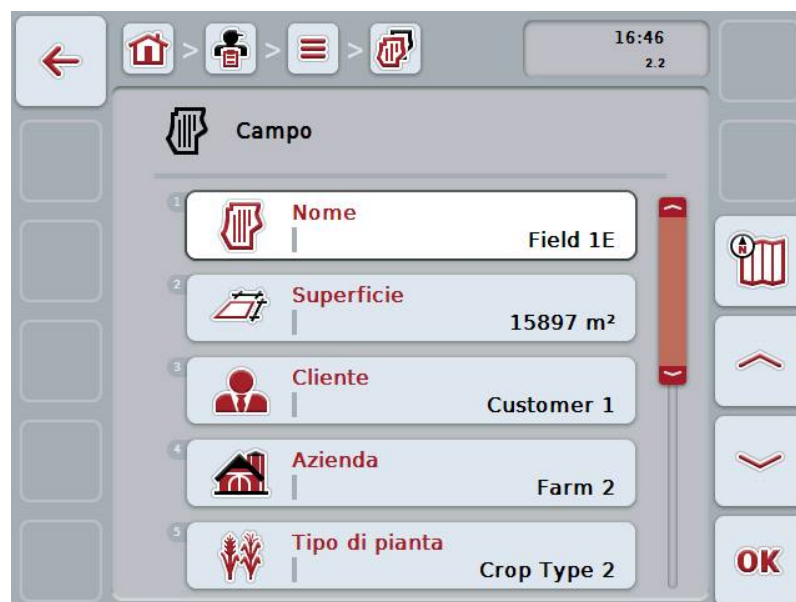 > > >
16:46
2.2
Campo
1
Nome
Field 1E
2
Superficie
15897 m²
3
Cliente
Customer 1
4
Azienda
Farm 2
5
Tipo di pianta
Crop Type 2
N
OK